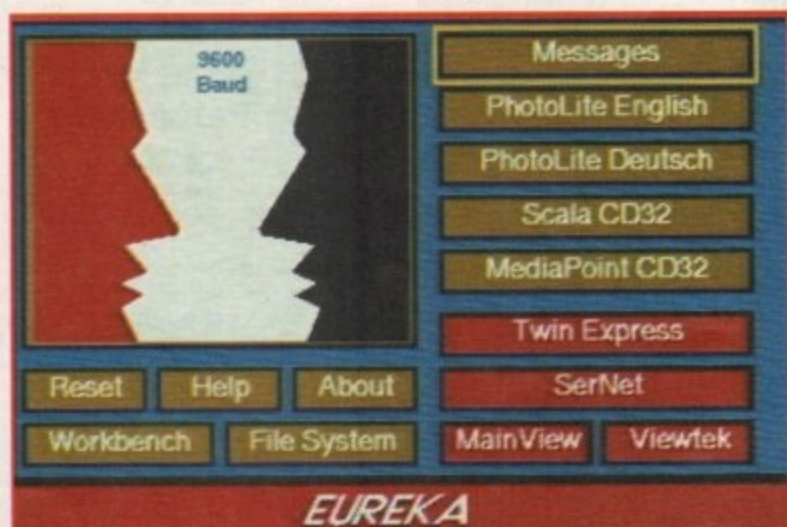 9600
Baud
Messages
PhotoLite English
PhotoLite Deutsch
Scala CD32
MediaPoint CD32
Twin Express
Reset Help About
SerNet
Workbench File System
MainView Viewtek
EUREKA